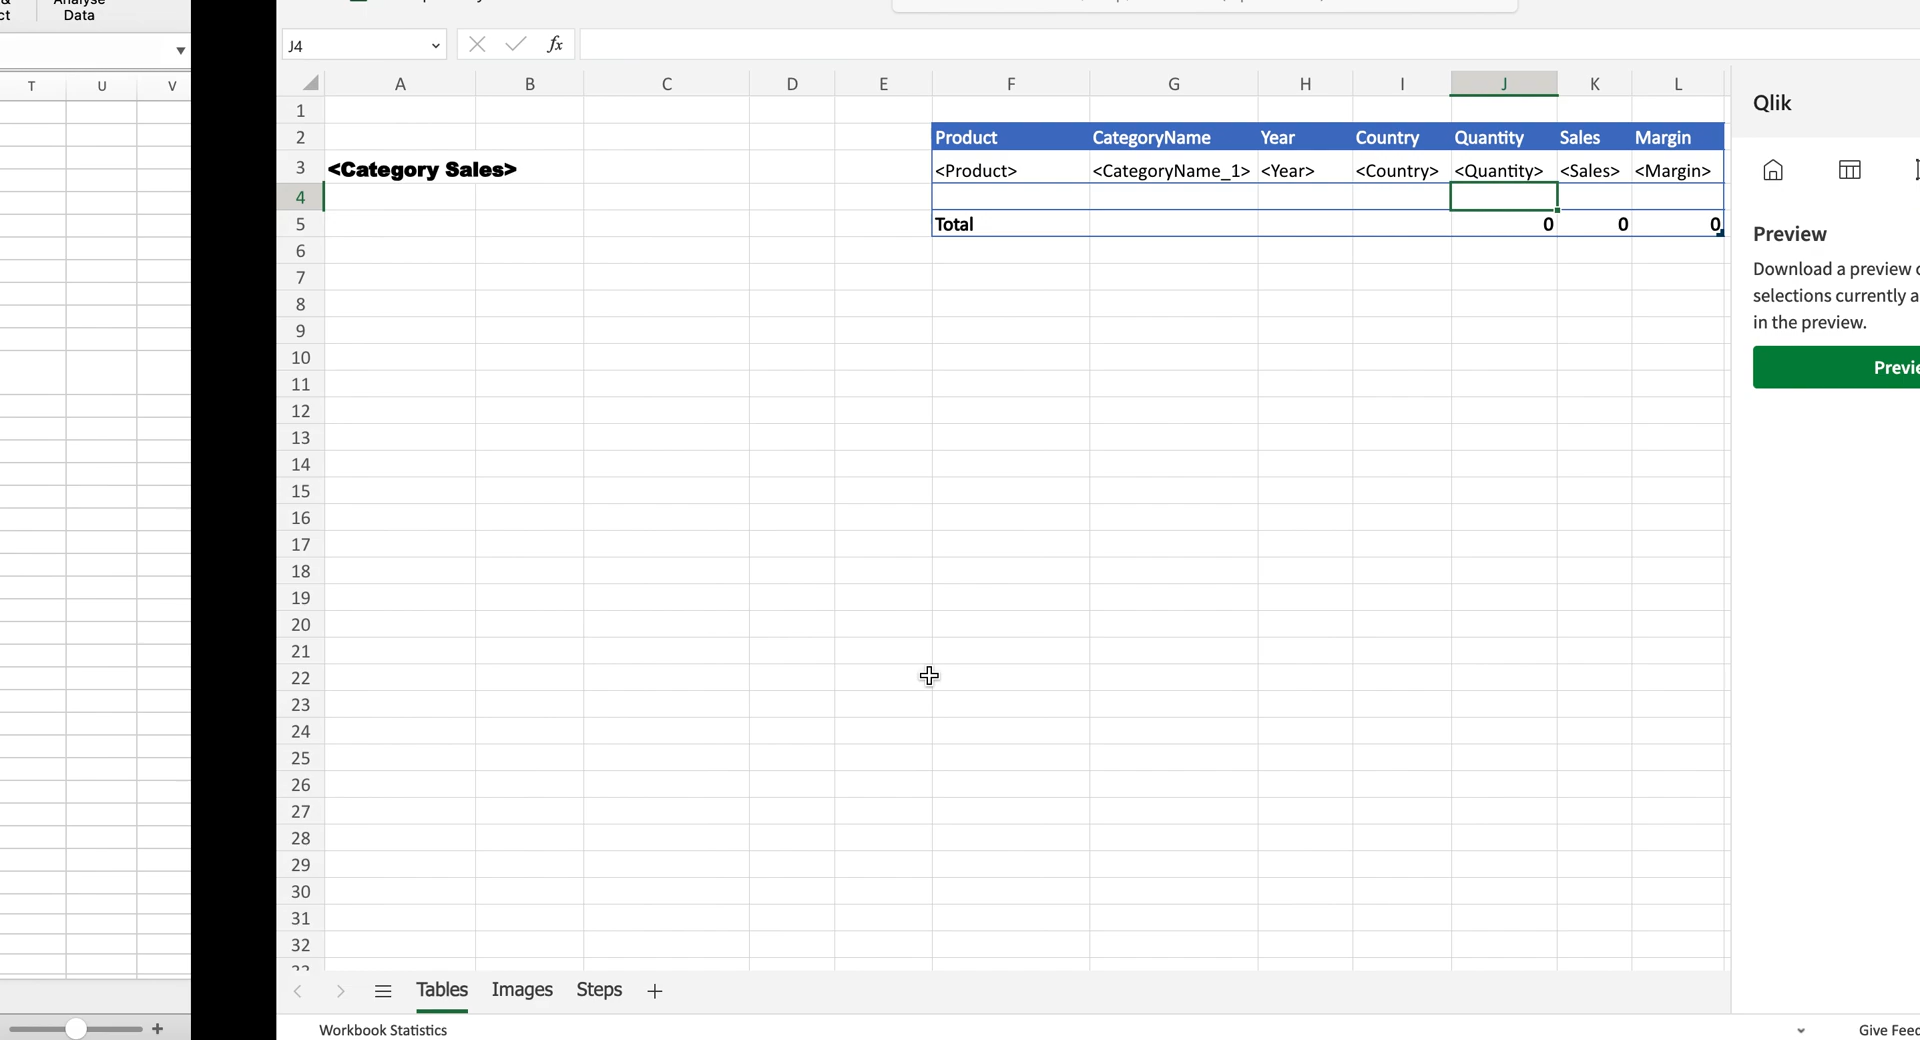 Analyse
Data
J4
fx
T U V
A B C D E F G H I J K L
1
2 Product CategoryName Year Country Quantity Sales Margin
3 <Category Sales> <Product> <CategoryName_1> <Year> <Country> <Quantity> <Sales> <Margin>
4
5 Total 0 0 0
6
7
8
9
10
11
12
13
14
15
16
17
18
19
20
21
22
23
24
25
26
27
28
29
30
31
32
Qlik
Preview
Download a preview
selections currently
in the preview.
Previe
Tables Images Steps
Workbook Statistics
Give Feed